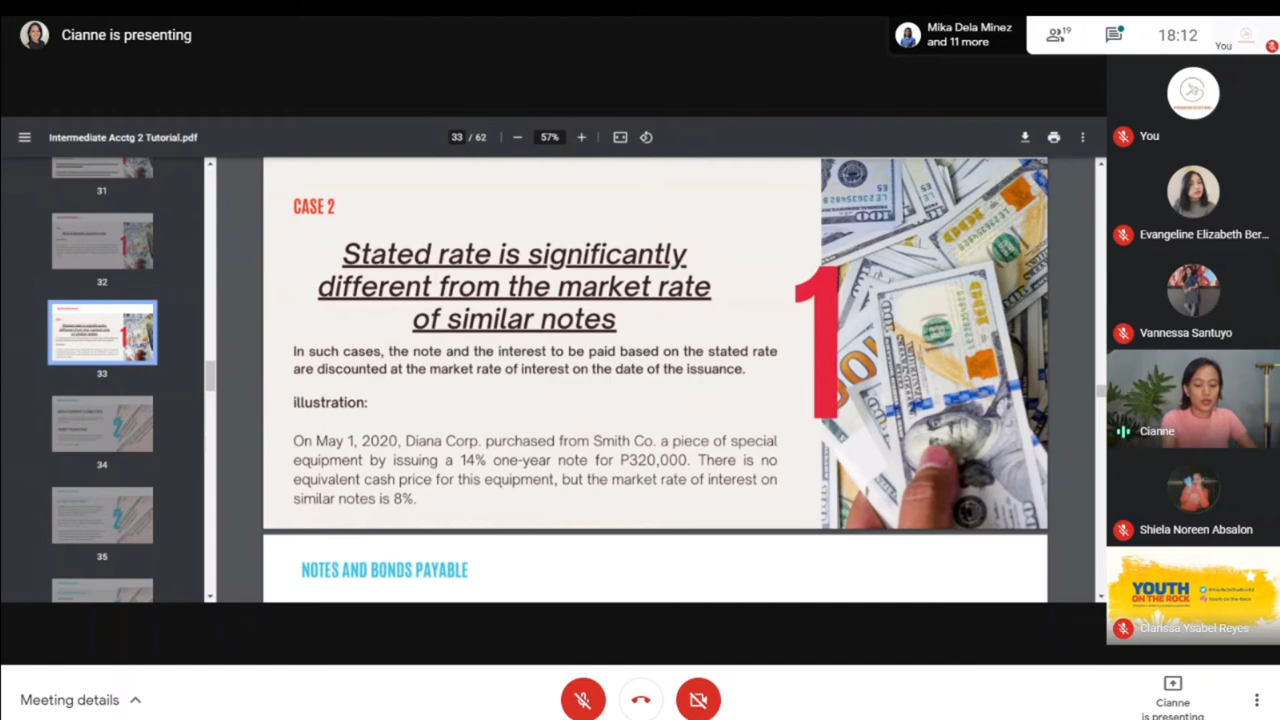 Cianne is presenting
Mika Dela Minez
and 11 more
19
18:12
You
Intermediate Acctg 2 Tutorial.pdf
33 / 62
57%
31
32
33
34
35
CASE 2
Stated rate is significantly
different from the market rate
of similar notes
In such cases, the note and the interest to be paid based on the stated rate
are discounted at the market rate of interest on the date of the issuance.
illustration:
On May 1, 2020, Diana Corp. purchased from Smith Co. a piece of special
equipment by issuing a 14% one-year note for P320,000. There is no
equivalent cash price for this equipment, but the market rate of interest on
similar notes is 8%.
1
NOTES AND BONDS PAYABLE
You
Evangeline Elizabeth Ber...
Vannessa Santuyo
Cianne
Shiela Noreen Absalon
YOUTH
ON THE ROCK
Clarissa Ysabel Reyes
Meeting details
Cianne
is presenting